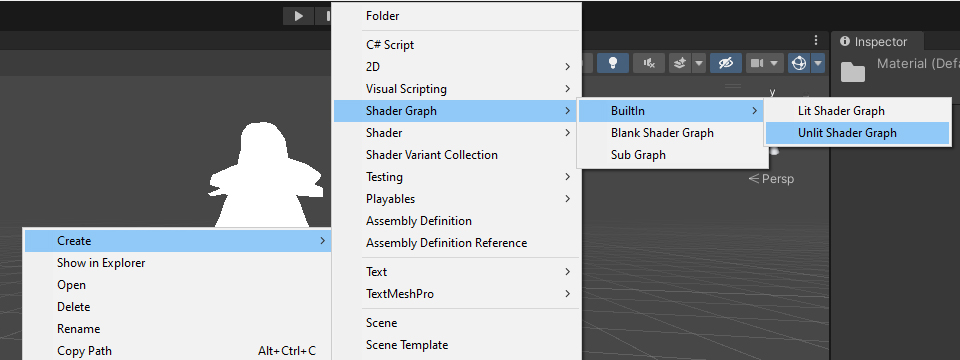 Folder
C# Script
2D
Visual Scripting
Shader Graph
Shader
Shader Variant Collection
Testing
Playables
Assembly Definition
Assembly Definition Reference
Text
TextMeshPro
Scene
Scene Template
BuiltIn
Blank Shader Graph
Sub Graph
Lit Shader Graph
Unlit Shader Graph
Inspector
Material (Defa
y
Persp
Create
Show in Explorer
Open
Delete
Rename
Copy Path Alt+Ctrl+C